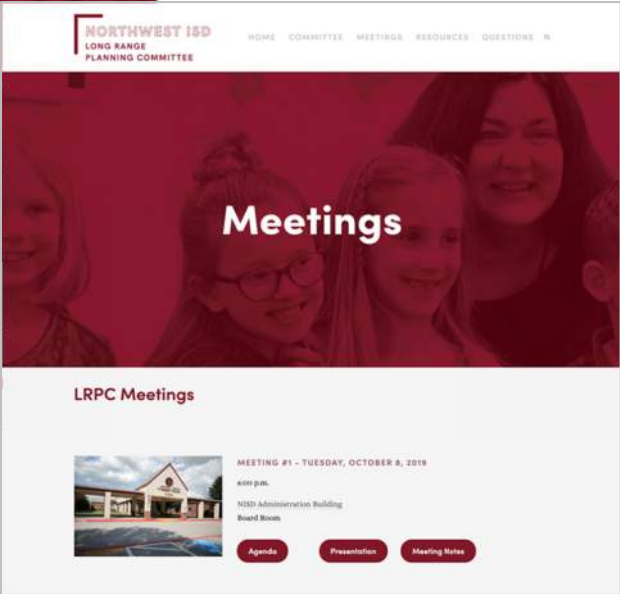 NORTHWEST ISD
LONG RANGE
PLANNING COMMITTEE
HOME COMMITTEE MEETINGS RESOURCES QUESTIONS
Meetings
LRPC Meetings
MEETING #1 - TUESDAY, OCTOBER 8, 2019
6:00 p.m.
NISD Administration Building
Board Room
Agenda Presentation Meeting Notes